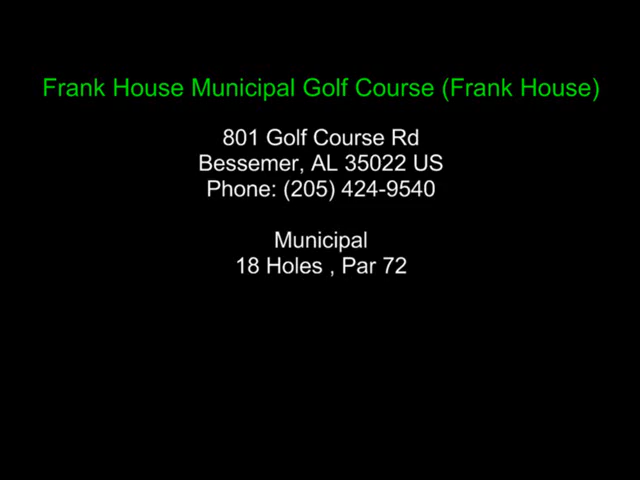 Frank House Municipal Golf Course (Frank House)
801 Golf Course Rd
Bessemer, AL 35022 US
Phone: (205) 424-9540
Municipal
18 Holes , Par 72